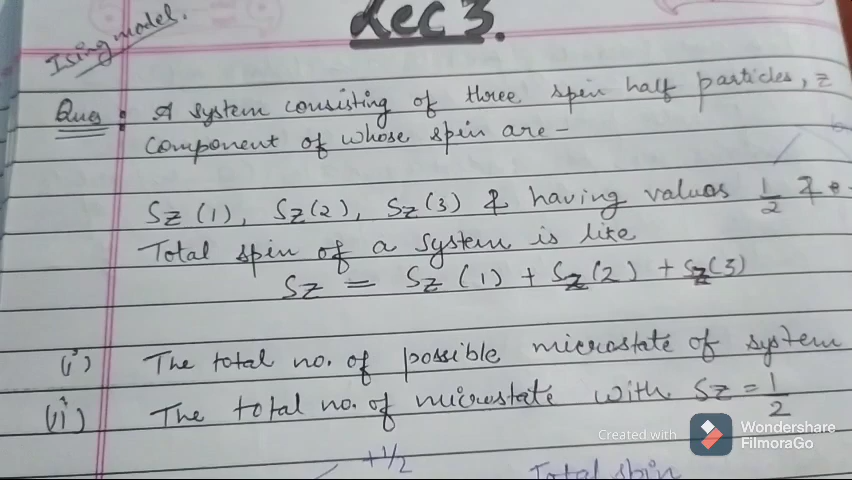 Ising model.
Lec 3.
Ques : A system consisting of three spin half particles, z
component of whose spin are -
Sz (1), Sz(2), Sz(3) & having values 1/2 &
Total spin of a system is like
Sz = Sz (1) + Sz (2) + Sz(3)
(i) The total no. of possible microstate of system
(ii) The total no. of microstate with Sz = 1/2
Created with Wondershare FilmoraGo
+1/2
Total spin